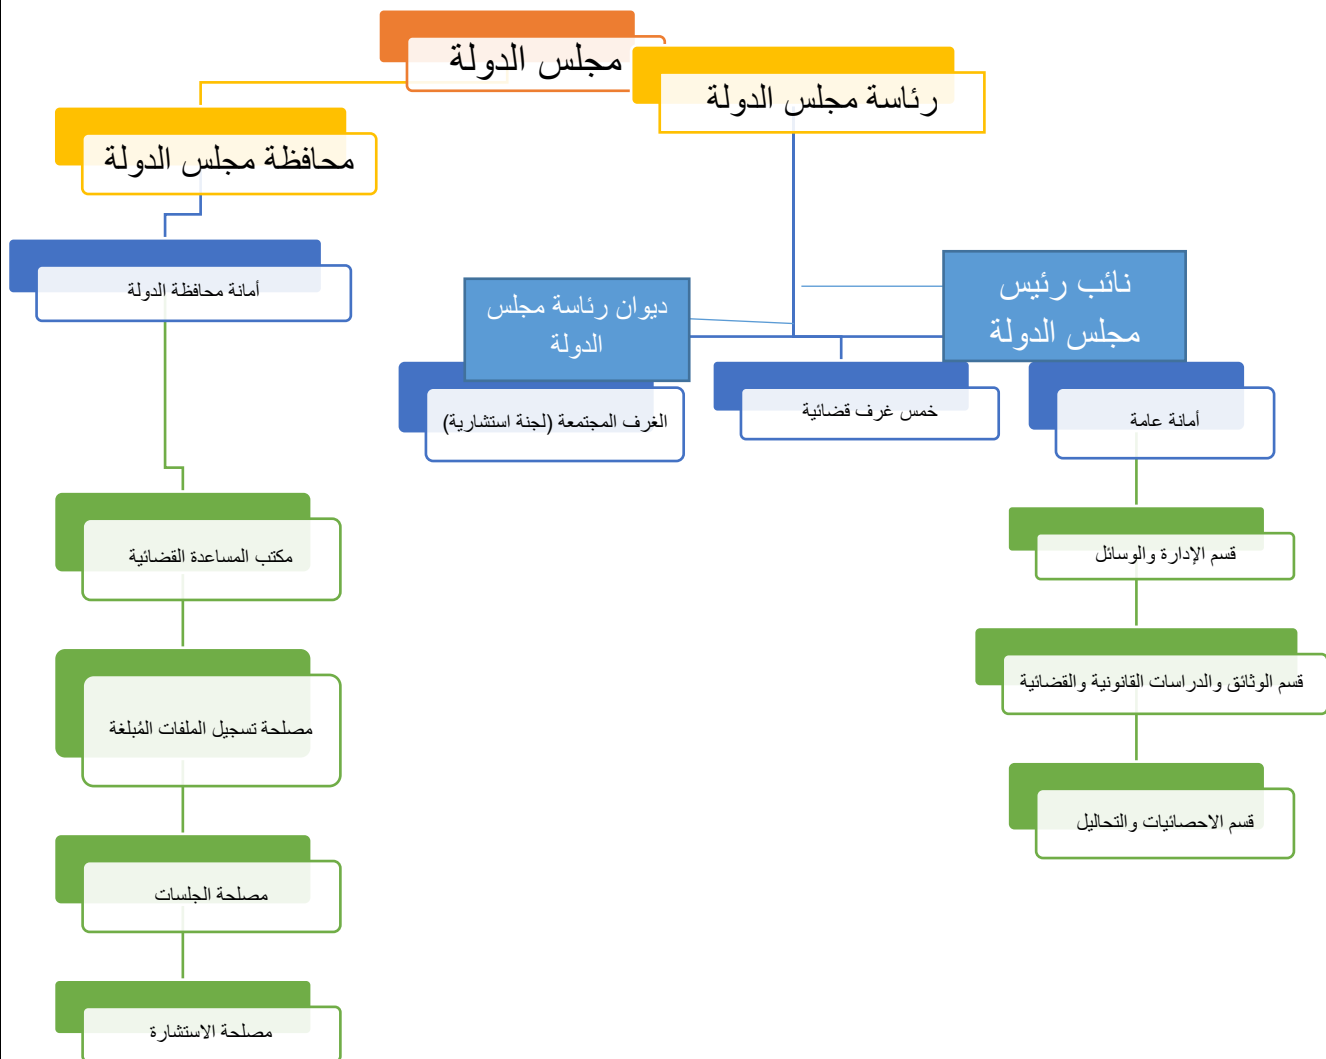 مجلس الدولة
رئاسة مجلس الدولة
محافظة مجلس الدولة
أمانة محافظة الدولة
نائب رئيس
مجلس الدولة
ديوان رئاسة مجلس
الدولة
أمانة عامة
خمس غرف قضائية
الغرف المجتمعة (لجنة استشارية)
قسم الإدارة والوسائل
قسم الوثائق والدراسات القانونية والقضائية
قسم الاحصائيات والتحاليل
مكتب المساعدة القضائية
مصلحة تسجيل الملفات المُبلغة
مصلحة الجلسات
مصلحة الاستشارة